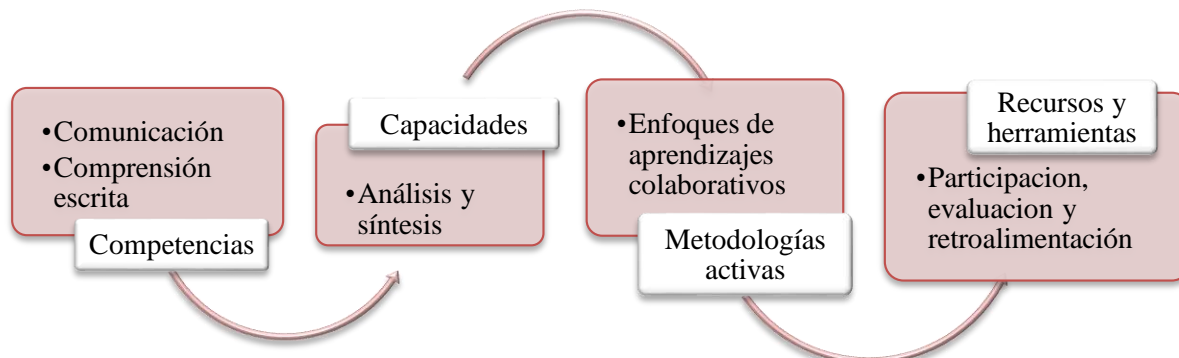 •Comunicación
•Comprensión
escrita
Competencias
Capacidades
•Análisis y
síntesis
•Enfoques de
aprendizajes
colaborativos
Metodologías
activas
Recursos y
herramientas
•Participacion,
evaluacion y
retroalimentación